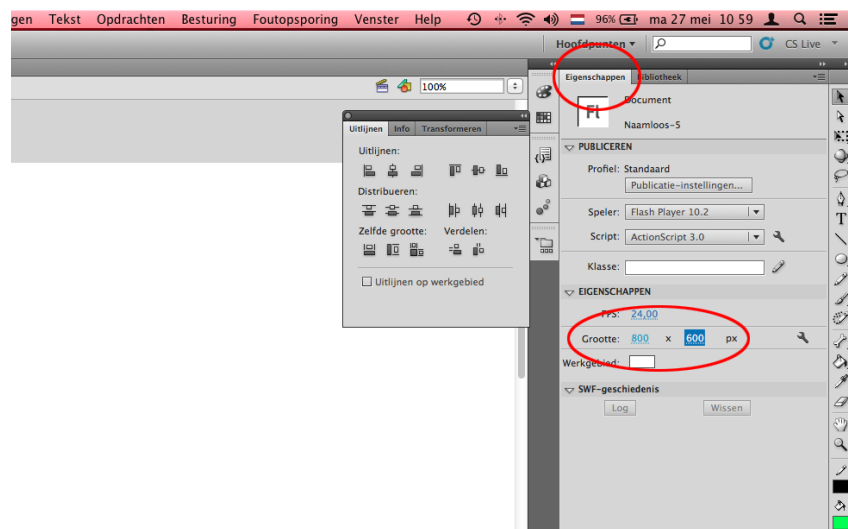 gen Tekst Opdrachten Besturing Foutopsporing Venster Help 96% ma 27 mei 10 59
Hoofdpunten CS Live
Eigenschappen Bibliotheek
100%
Fl Document
Naamloos-5
Uitlijnen Info Transformeren
Uitlijnen:
Distribueren:
Zelfde grootte: Verdelen:
Uitlijnen op werkgebied
PUBLICEREN
Profiel: Standaard
Publicatie-instellingen...
Speler: Flash Player 10.2
Script: ActionScript 3.0
Klasse:
EIGENSCHAPPEN
FPS: 24,00
Grootte: 800 x 600 px
Werkgebied:
SWF-geschiedenis
Log Wissen